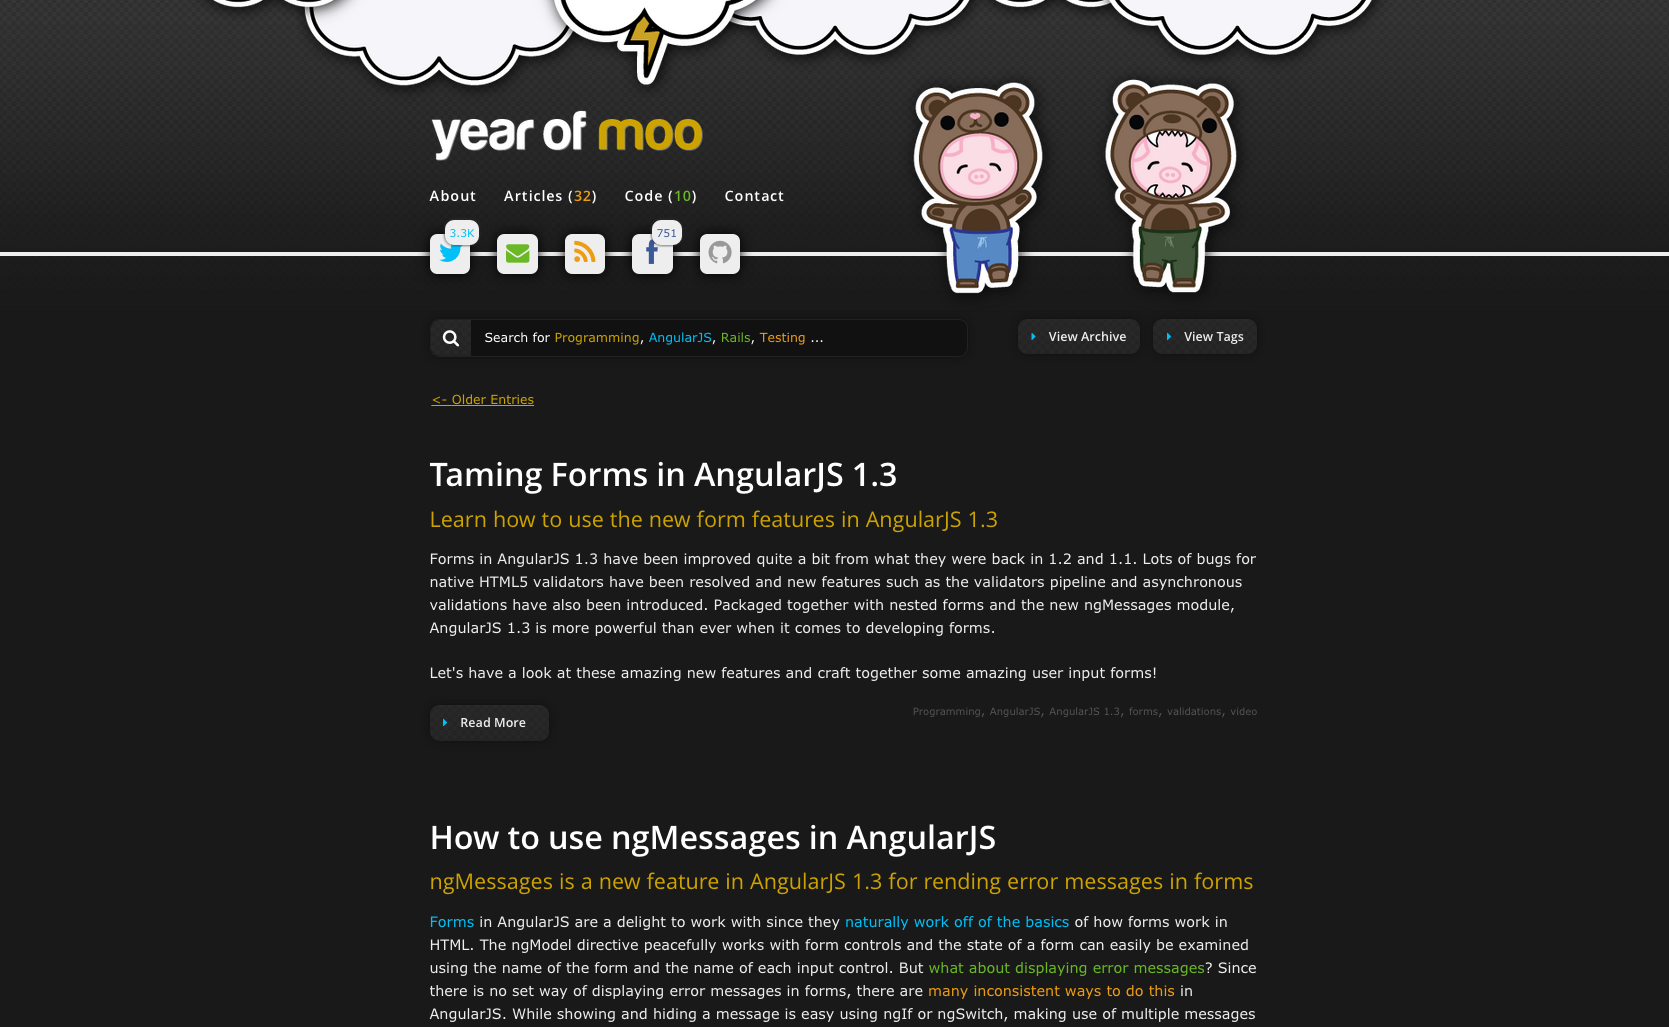 year of moo
About Articles (32) Code (10) Contact
3.3K 751
Search for Programming, AngularJS, Rails, Testing ...
View Archive View Tags
<- Older Entries
Taming Forms in AngularJS 1.3
Learn how to use the new form features in AngularJS 1.3
Forms in AngularJS 1.3 have been improved quite a bit from what they were back in 1.2 and 1.1. Lots of bugs for
native HTML5 validators have been resolved and new features such as the validators pipeline and asynchronous
validations have also been introduced. Packaged together with nested forms and the new ngMessages module,
AngularJS 1.3 is more powerful than ever when it comes to developing forms.
Let's have a look at these amazing new features and craft together some amazing user input forms!
Read More
Programming, AngularJS, AngularJS 1.3, forms, validations, video
How to use ngMessages in AngularJS
ngMessages is a new feature in AngularJS 1.3 for rending error messages in forms
Forms in AngularJS are a delight to work with since they naturally work off of the basics of how forms work in
HTML. The ngModel directive peacefully works with form controls and the state of a form can easily be examined
using the name of the form and the name of each input control. But what about displaying error messages? Since
there is no set way of displaying error messages in forms, there are many inconsistent ways to do this in
AngularJS. While showing and hiding a message is easy using ngIf or ngSwitch, making use of multiple messages